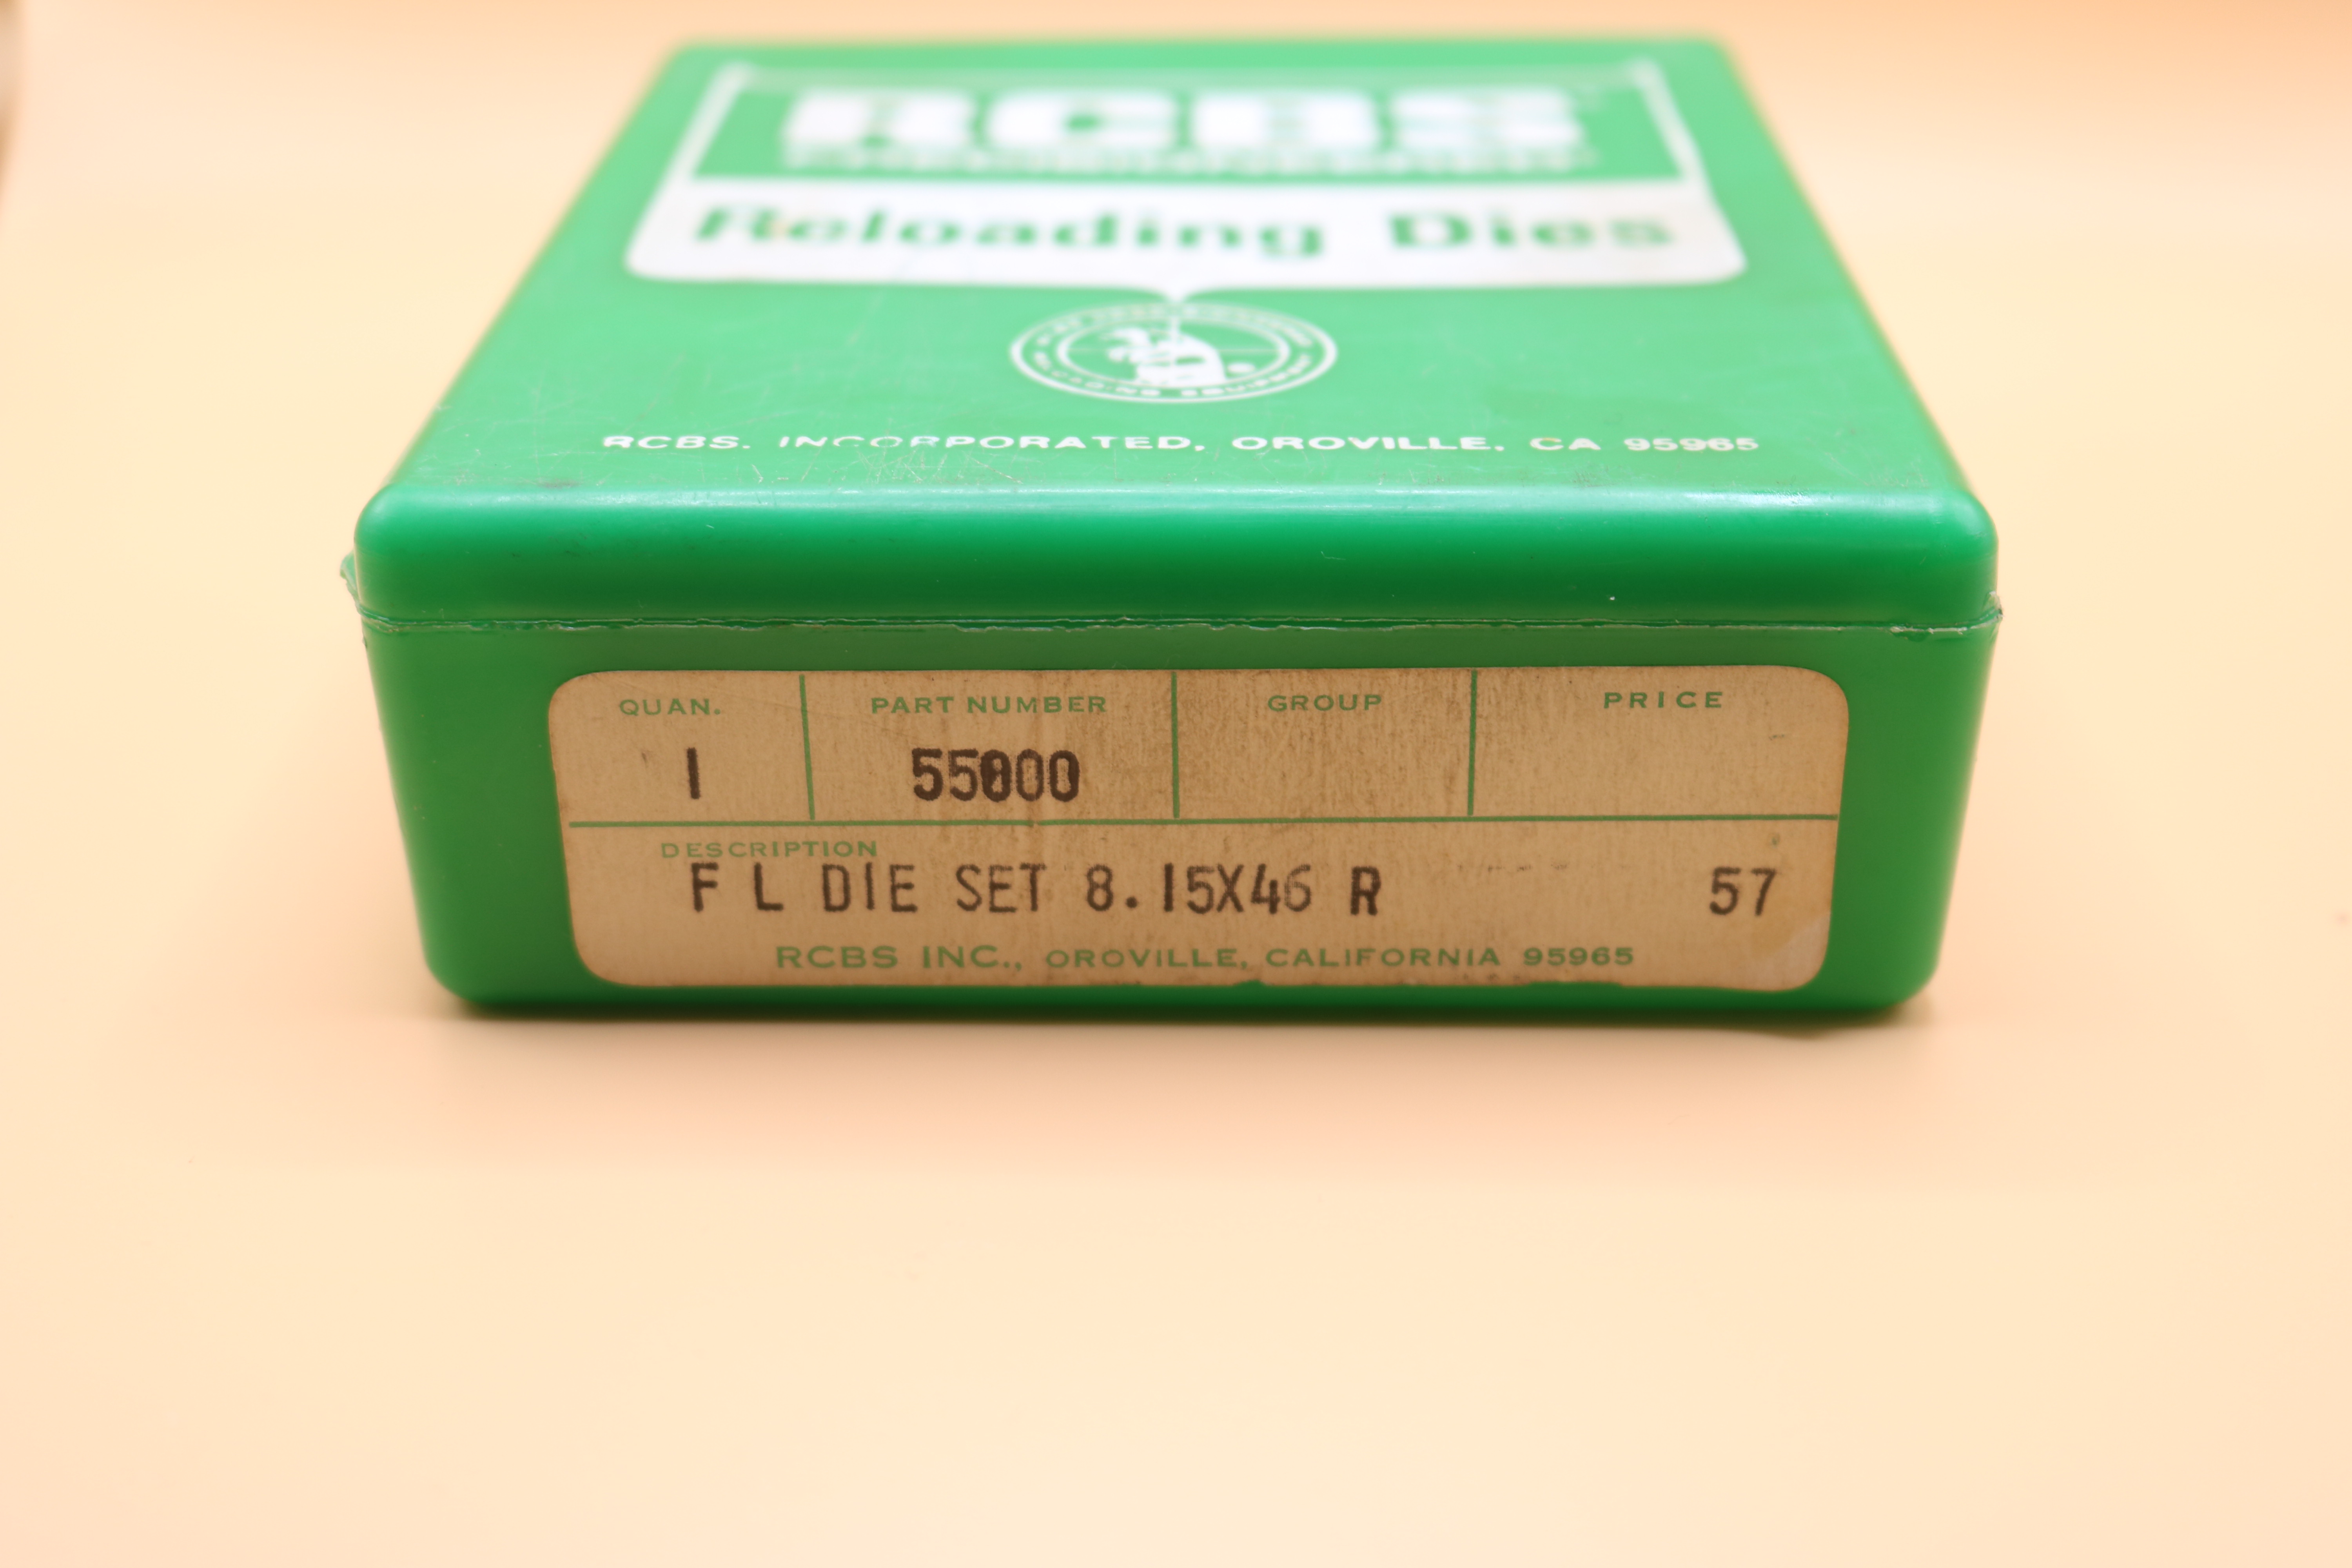 RCBS
Reloading Dies
RCBS. INCORPORATED, OROVILLE, CA 95965
QUAN. PART NUMBER GROUP PRICE
1 55000
DESCRIPTION
F L DIE SET 8.15X46 R 57
RCBS INC., OROVILLE, CALIFORNIA 95965